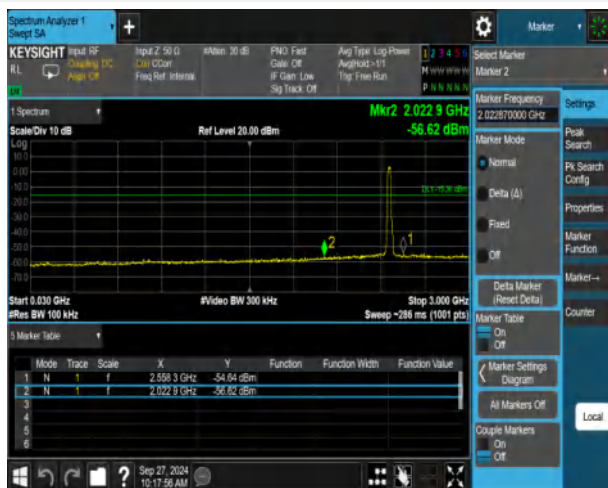 Spectrum Analyzer 1
Swept SA
+
Marker
KEYSIGHT
RL
Input: RF
Coupling: DC
Align: Off
Input Z: 50 Ω
Corr CCorr
Freq Ref: Internal
#Atten: 30 dB
PNO: Fast
Gate: Off
IF Gain: Low
Sig Track: Off
Avg Type: Log-Power
Avg|Hold:>1/1
Trig: Free Run
1 2 3 4 5 6
M W W W W W
P N N N N N
1 Spectrum
Scale/Div 10 dB
Ref Level 20.00 dBm
Mkr2 2.022 9 GHz
-56.62 dBm
Log
10.0
0.00
-10.0
-20.0
-30.0
-40.0
-50.0
-60.0
-70.0
2
1
Start 0.030 GHz
#Video BW 300 kHz
Stop 3.000 GHz
#Res BW 100 kHz
Sweep ~286 ms (1001 pts)
5 Marker Table
Mode Trace Scale X Y Function Function Width Function Value
1 N 1 f 2.558 3 GHz -54.64 dBm
2 N 1 f 2.022 9 GHz -56.62 dBm
3
4
5
6
Select Marker
Marker 2
Marker Frequency
2.022870000 GHz
Marker Mode
Normal
Delta (Δ)
Fixed
Off
Delta Marker
(Reset Delta)
Marker Table
On
Off
Marker Settings
Diagram
All Markers Off
Couple Markers
On
Off
Settings
Peak
Search
Pk Search
Config
Properties
Marker
Function
Marker→
Counter
Local
?
Sep 27, 2024
10:17:56 AM